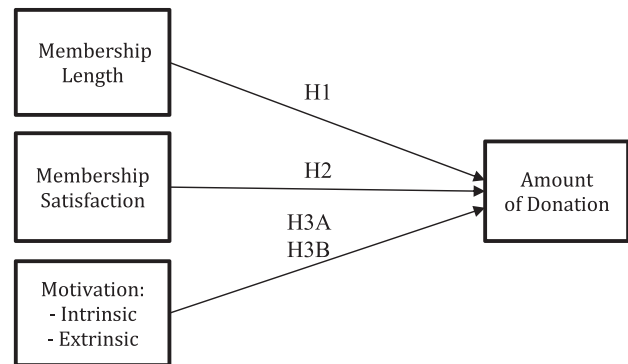 Membership
Length
H1
Membership
Satisfaction
H2
Amount
of Donation
H3A
H3B
Motivation:
- Intrinsic
- Extrinsic